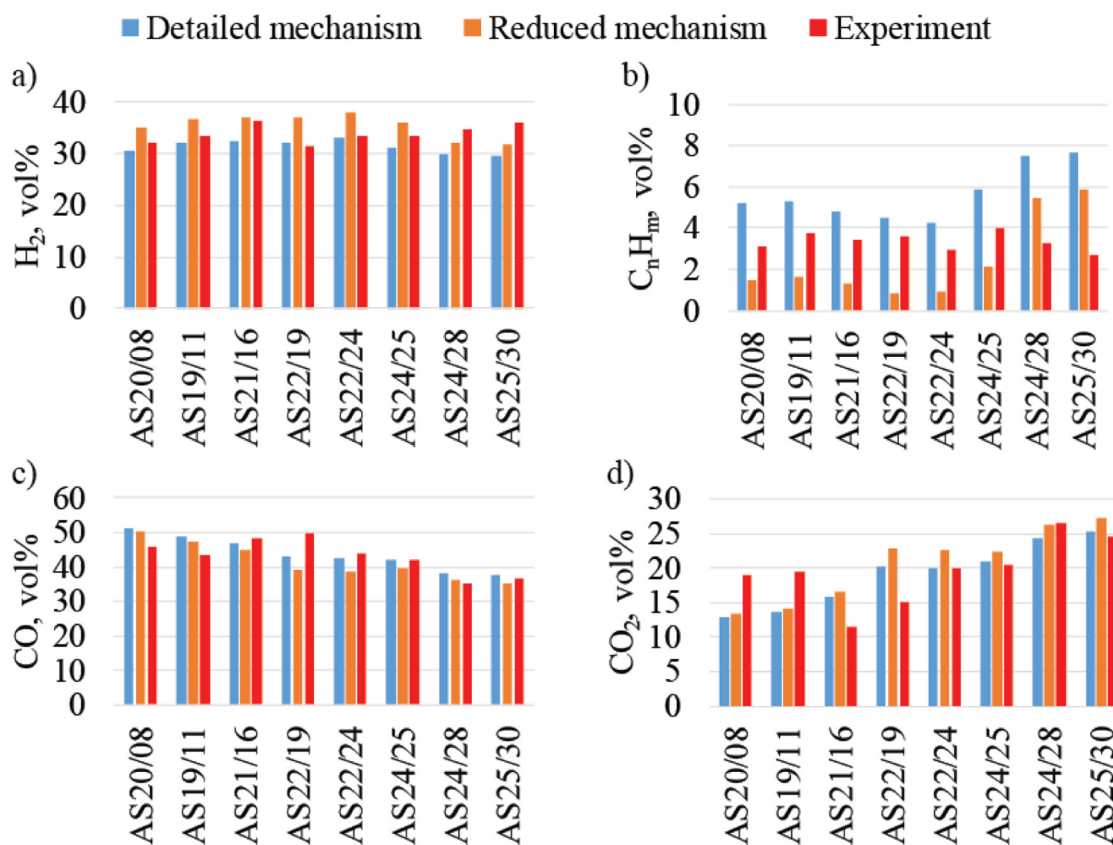 Detailed mechanism Reduced mechanism Experiment
a)
H2, vol%
40
30
20
10
0
AS20/08
AS19/11
AS21/16
AS22/19
AS22/24
AS24/25
AS24/28
AS25/30
b)
CnHm, vol%
10
8
6
4
2
0
AS20/08
AS19/11
AS21/16
AS22/19
AS22/24
AS24/25
AS24/28
AS25/30
c)
CO, vol%
60
50
40
30
20
10
0
AS20/08
AS19/11
AS21/16
AS22/19
AS22/24
AS24/25
AS24/28
AS25/30
d)
CO2, vol%
30
25
20
15
10
5
0
AS20/08
AS19/11
AS21/16
AS22/19
AS22/24
AS24/25
AS24/28
AS25/30